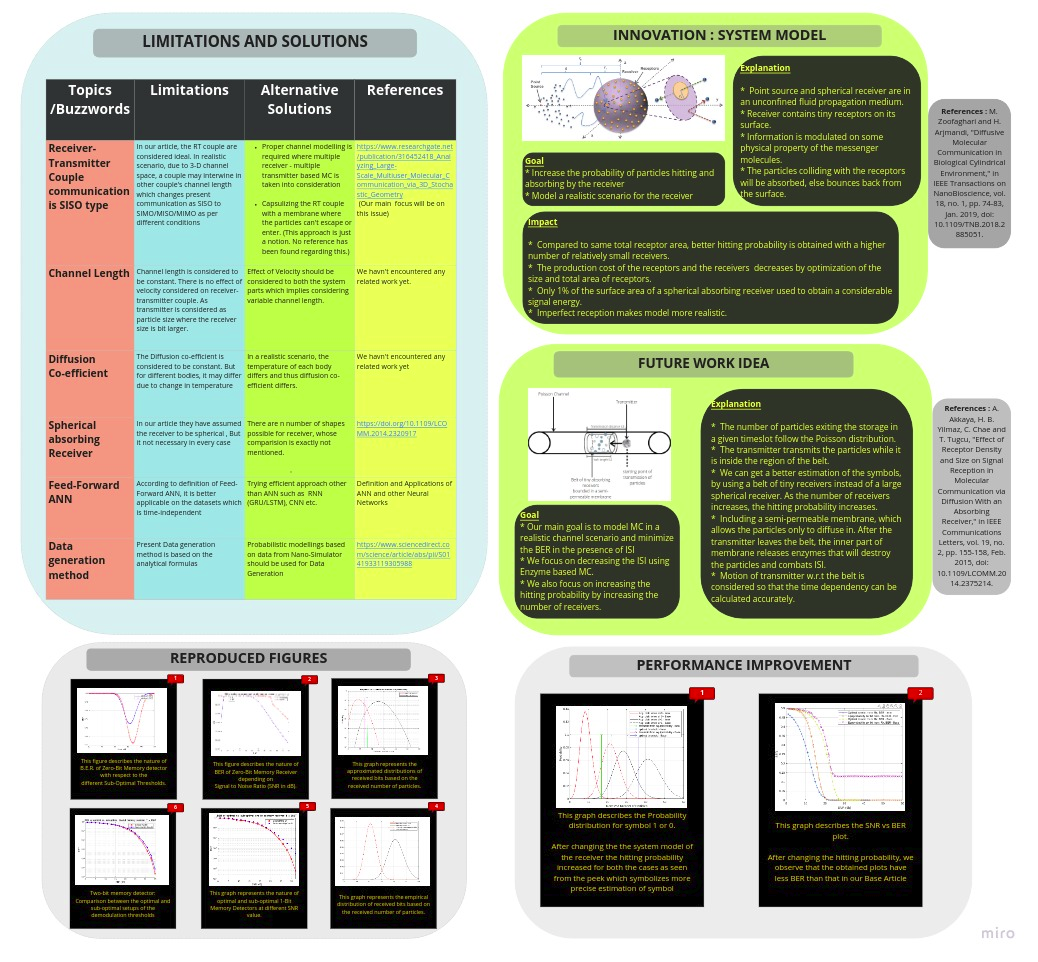 LIMITATIONS AND SOLUTIONS
Topics
/Buzzwords
Limitations
Alternative
Solutions
References
Receiver-
Transmitter
Couple
communication
is SISO type
In our article, the RT couple are
considered ideal. In realistic
scenario, due to 3-D channel
space, a couple may intertwine in
other couple's channel length
which changes present
communication as SISO to
SIMO/MISO/MIMO as per
different conditions
• Proper channel modelling is
required where multiple
receiver - multiple
transmitter based MC is
taken into consideration
• Capsulizing the RT couple
with a membrane where
the particles can't escape or
enter. (This approach is just
a notion. No reference has
been found regarding this.)
https://www.researchgate.net
/publication/316452418_Anal
yzing_Large-
Scale_Multiuser_Molecular_C
ommunication_via_3D_Stocha
stic_Geometry
(Our main focus will be on
this issue)
Channel Length
Channel length is considered to
be constant. There is no effect of
velocity considered on receiver-
transmitter couple. As
transmitter is considered as
particle size where the receiver
size is bit larger.
Effect of Velocity should be
considered to both the system
parts which implies considering
variable channel length.
We havn't encountered any
related work yet.
Diffusion
Co-efficient
The Diffusion co-efficient is
considered to be constant. But
for different bodies, it may differ
due to change in temperature
In a realistic scenario, the
temperature of each body
differs and thus diffusion co-
efficient differs.
We havn't encountered any
related work yet
Spherical
absorbing
Receiver
In our article they have assumed
the receiver to be spherical , But
it not necessary in every case
There are n number of shapes
possible for receiver, whose
comparison is exactly not
mentioned.
https://doi.org/10.1109/LCO
MM.2014.2320917
Feed-Forward
ANN
According to definition of Feed-
Forward ANN, it is better
applicable on the datasets which
is time-independent
Trying efficient approach other
than ANN such as RNN
(GRU/LSTM), CNN etc.
Definition and Applications of
ANN and other Neural
Networks
Data
generation
method
Present Data generation
method is based on the
analytical formulas
Probabilistic modellings based
on data from Nano-Simulator
should be used for Data
Generation
https://www.sciencedirect.co
m/science/article/abs/pii/S01
41933119305988
INNOVATION : SYSTEM MODEL
Point
Source
Receiver
Receptors
Goal
* Increase the probability of particles hitting and
absorbing by the receiver
* Model a realistic scenario for the receiver
Explanation
* Point source and spherical receiver are in
an unconfined fluid propagation medium.
* Receiver contains tiny receptors on its
surface.
* Information is modulated on some
physical property of the messenger
molecules.
* The particles colliding with the receptors
will be absorbed, else bounces back from
the surface.
Impact
* Compared to same total receptor area, better hitting probability is obtained with a higher
number of relatively small receivers.
* The production cost of the receptors and the receivers decreases by optimization of the
size and total area of receptors.
* Only 1% of the surface area of a spherical absorbing receiver used to obtain a considerable
signal energy.
* Imperfect reception makes model more realistic.
References : M.
Zoofaghari and H.
Arjmandi, "Diffusive
Molecular
Communication in
Biological Cylindrical
Environment," in
IEEE Transactions on
NanoBioscience, vol.
18, no. 1, pp. 74-83,
Jan. 2019, doi:
10.1109/TNB.2018.2
885051.
FUTURE WORK IDEA
Poisson Channel
Transmitter
Belt of tiny absorbing
receivers
bounded in a semi-
permeable membrane
starting point of
transmission of
particles
Goal
* Our main goal is to model MC in a
realistic channel scenario and minimize
the BER in the presence of ISI
* We focus on decreasing the ISI using
Enzyme based MC.
* We also focus on increasing the
hitting probability by increasing the
number of receivers.
Explanation
* The number of particles exiting the storage in
a given timeslot follow the Poisson distribution.
* The transmitter transmits the particles while it
is inside the region of the belt.
* We can get a better estimation of the symbols,
by using a belt of tiny receivers instead of a large
spherical receiver. As the number of receivers
increases, the hitting probability increases.
* Including a semi-permeable membrane, which
allows the particles only to diffuse in. After the
transmitter leaves the belt, the inner part of
membrane releases enzymes that will destroy
the particles and combats ISI.
* Motion of transmitter w.r.t the belt is
considered so that the time dependency can be
calculated accurately.
References : A.
Akkaya, H. B.
Yilmaz, C. Chae and
T. Tugcu, "Effect of
Receptor Density
and Size on Signal
Reception in
Molecular
Communication via
Diffusion With an
Absorbing
Receiver," in IEEE
Communications
Letters, vol. 19, no.
2, pp. 155-158, Feb.
2015, doi:
10.1109/LCOMM.20
14.2375214.
REPRODUCED FIGURES
1
This figure describes the nature of
B.E.R. of Zero-Bit Memory detector
with respect to the
different Sub-Optimal Thresholds.
2
This figure describes the nature of
BER of Zero-Bit Memory Receiver
depending on
Signal to Noise Ratio (SNR in dB).
3
This graph represents the
approximated distributions of
received bits based on the
received number of particles.
6
Two-bit memory detector:
Comparison between the optimal and
sub-optimal setups of the
demodulation thresholds
5
This graph represents the nature of
optimal and sub-optimal 1-Bit
Memory Detectors at different SNR
value.
4
This graph represents the empirical
distribution of received bits based on
the received number of particles.
PERFORMANCE IMPROVEMENT
1
This graph describes the Probability
distribution for symbol 1 or 0.
After changing the the system model of
the receiver the hitting probability
increased for both the cases as seen
from the peek which symbolizes more
precise estimation of symbol
2
This graph describes the SNR vs BER
plot.
After changing the hitting probability, we
observe that the obtained plots have
less BER than that in our Base Article
miro